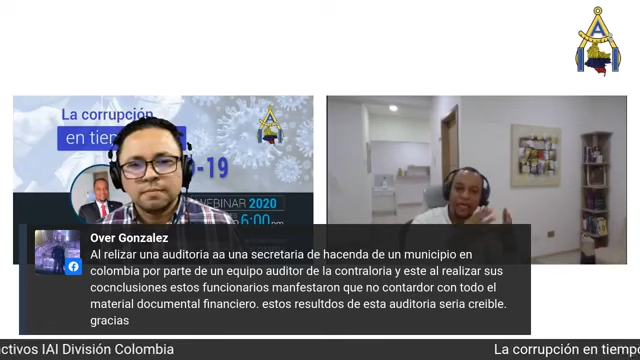 La corrupción
en tiem
-19
WEBINAR 2020
6:00pm
Over Gonzalez
Al relizar una auditoria aa una secretaria de hacenda de un municipio en
colombia por parte de un equipo auditor de la contraloria y este al realizar sus
cocnclusiones estos funcionarios manfestaron que no contardor con todo el
material documental financiero. estos resultdos de esta auditoria seria creible.
gracias
ctivos IAI División Colombia
La corrupción en tiempo